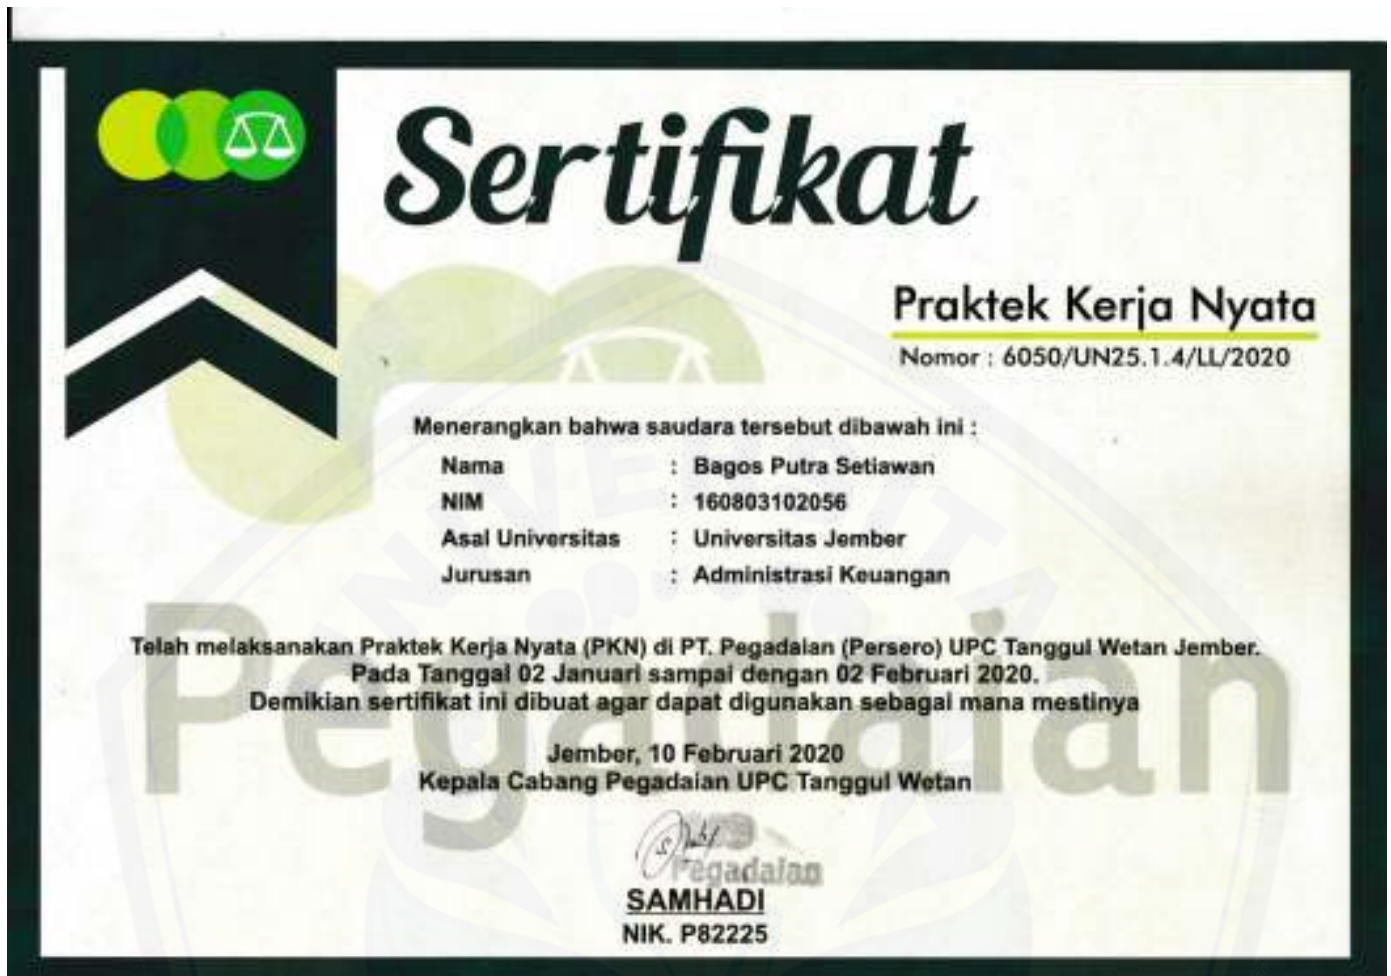 Sertifikat
Praktek Kerja Nyata
Nomor : 6050/UN25.1.4/LL/2020
Menerangkan bahwa saudara tersebut dibawah ini :
Nama : Bagos Putra Setiawan
NIM : 160803102056
Asal Universitas : Universitas Jember
Jurusan : Administrasi Keuangan
Pegadaian
Telah melaksanakan Praktek Kerja Nyata (PKN) di PT. Pegadaian (Persero) UPC Tanggul Wetan Jember.
Pada Tanggal 02 Januari sampai dengan 02 Februari 2020.
Demikian sertifikat ini dibuat agar dapat digunakan sebagai mana mestinya
Jember, 10 Februari 2020
Kepala Cabang Pegadaian UPC Tanggul Wetan
Pegadaian
SAMHADI
NIK. P82225